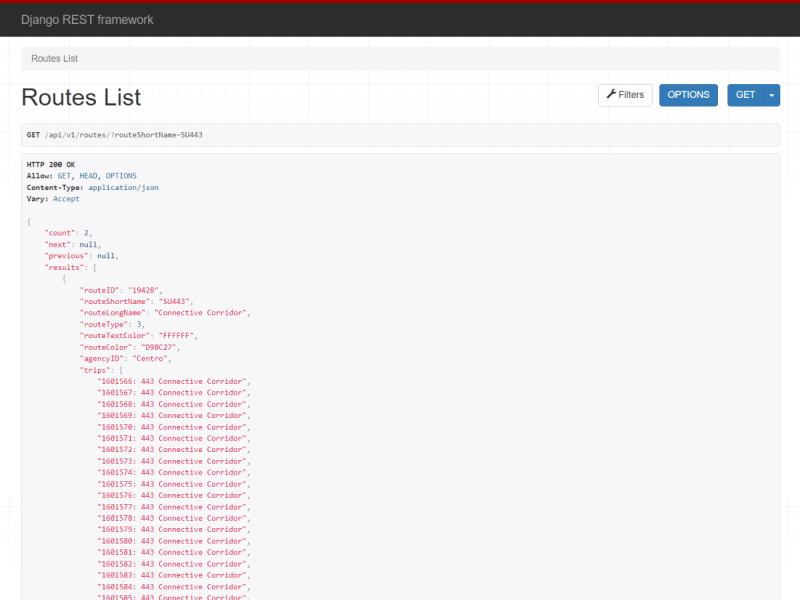 Django REST framework
Routes List
Routes List
Filters
OPTIONS
GET
GET /api/v1/routes/?routeShortName=SU443
HTTP 200 OK
Allow: GET, HEAD, OPTIONS
Content-Type: application/json
Vary: Accept
{
"count": 2,
"next": null,
"previous": null,
"results": [
{
"routeID": "19428",
"routeShortName": "SU443",
"routeLongName": "Connective Corridor",
"routeType": 3,
"routeTextColor": "FFFFFF",
"routeColor": "D98C27",
"agencyID": "Centro",
"trips": [
"1601566: 443 Connective Corridor",
"1601567: 443 Connective Corridor",
"1601568: 443 Connective Corridor",
"1601569: 443 Connective Corridor",
"1601570: 443 Connective Corridor",
"1601571: 443 Connective Corridor",
"1601572: 443 Connective Corridor",
"1601573: 443 Connective Corridor",
"1601574: 443 Connective Corridor",
"1601575: 443 Connective Corridor",
"1601576: 443 Connective Corridor",
"1601577: 443 Connective Corridor",
"1601578: 443 Connective Corridor",
"1601579: 443 Connective Corridor",
"1601580: 443 Connective Corridor",
"1601581: 443 Connective Corridor",
"1601582: 443 Connective Corridor",
"1601583: 443 Connective Corridor",
"1601584: 443 Connective Corridor",
"1601585: 443 Connective Corridor",